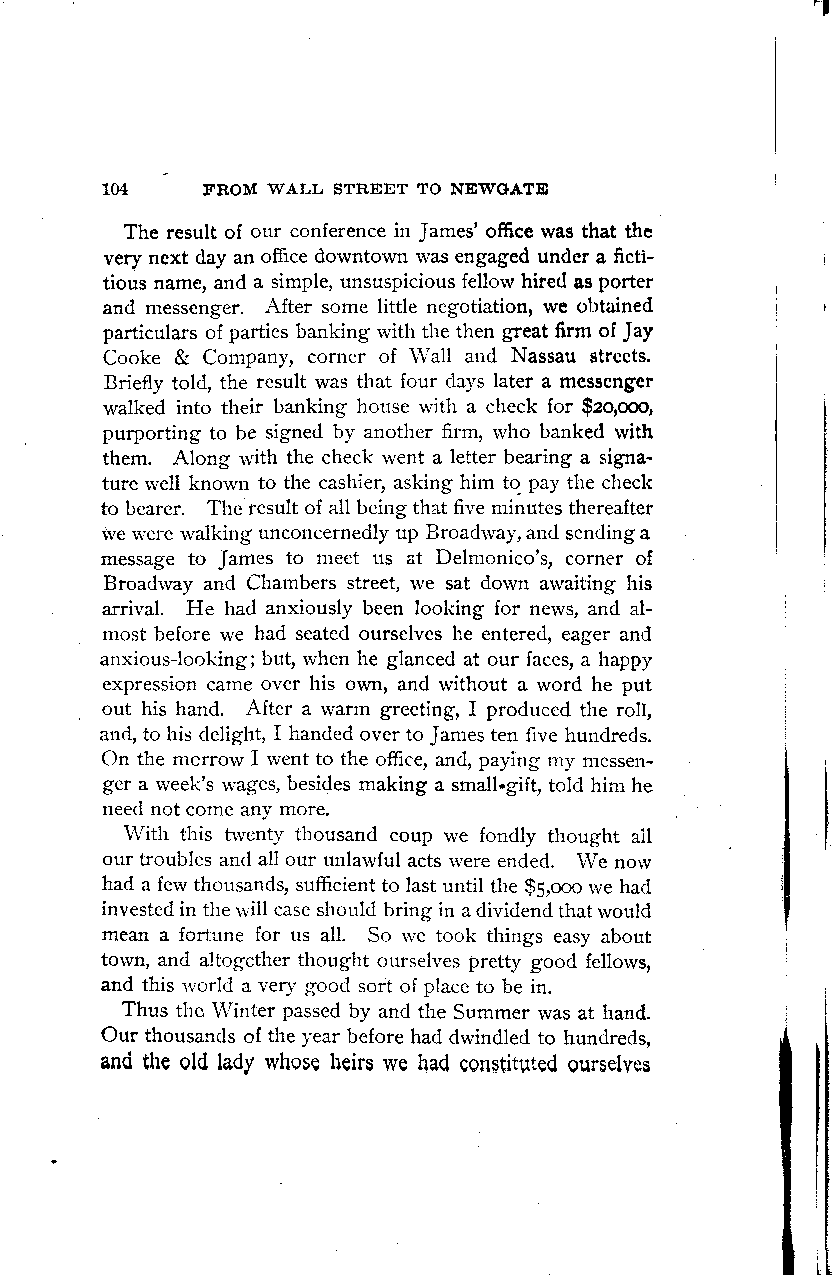 104 FROM WALL STREET TO NEWGATE
The result of our conference in James' office was that the
very next day an office downtown was engaged under a ficti-
tious name, and a simple, unsuspicious fellow hired as porter
and messenger. After some little negotiation, we obtained
particulars of parties banking with the then great firm of Jay
Cooke & Company, corner of Wall and Nassau streets.
Briefly told, the result was that four days later a messenger
walked into their banking house with a check for $20,000,
purporting to be signed by another firm, who banked with
them. Along with the check went a letter bearing a signa-
ture well known to the cashier, asking him to pay the check
to bearer. The result of all being that five minutes thereafter
we were walking unconcernedly up Broadway, and sending a
message to James to meet us at Delmonico's, corner of
Broadway and Chambers street, we sat down awaiting his
arrival. He had anxiously been looking for news, and al-
most before we had seated ourselves he entered, eager and
anxious-looking; but, when he glanced at our faces, a happy
expression came over his own, and without a word he put
out his hand. After a warm greeting, I produced the roll,
and, to his delight, I handed over to James ten five hundreds.
On the morrow I went to the office, and, paying my messen-
ger a week's wages, besides making a small gift, told him he
need not come any more.
With this twenty thousand coup we fondly thought all
our troubles and all our unlawful acts were ended. We now
had a few thousands, sufficient to last until the $5,000 we had
invested in the will case should bring in a dividend that would
mean a fortune for us all. So we took things easy about
town, and altogether thought ourselves pretty good fellows,
and this world a very good sort of place to be in.
Thus the Winter passed by and the Summer was at hand.
Our thousands of the year before had dwindled to hundreds,
and the old lady whose heirs we had constituted ourselves